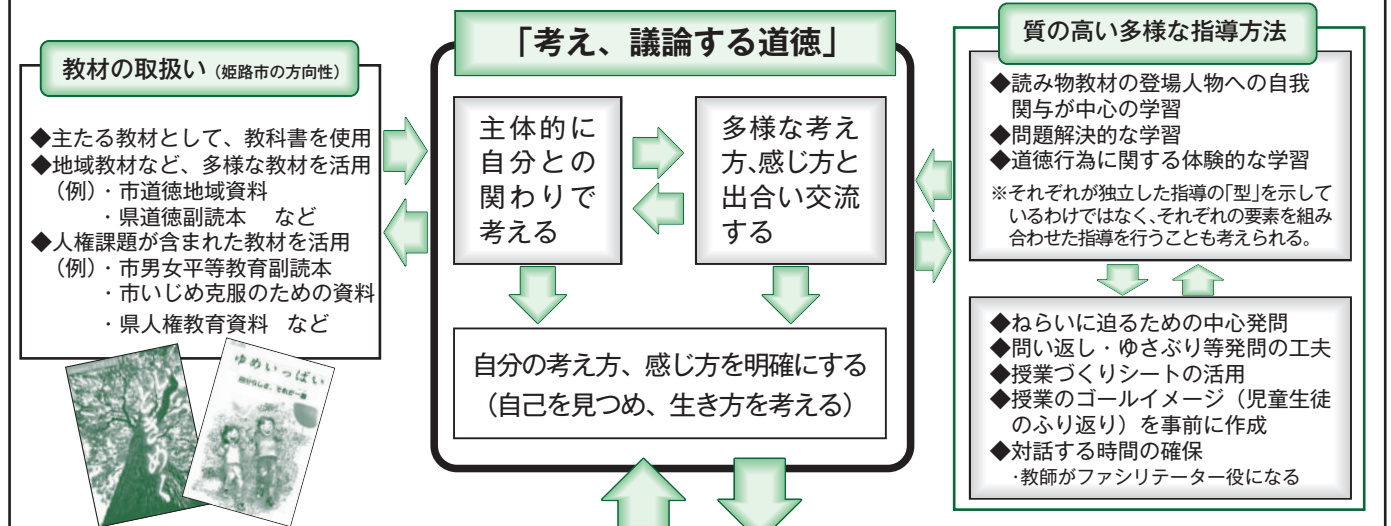 教材の取扱い（姫路市の方向性）
◆主たる教材として、教科書を使用
◆地域教材など、多様な教材を活用
（例）・市道徳地域資料
・県道徳副読本 など
◆人権課題が含まれた教材を活用
（例）・市男女平等教育副読本
・市いじめ克服のための資料
・県人権教育資料 など
ゆめいっぱい
「考え、議論する道徳」
主体的に
自分との
関わりで
考える
多様な考え
方、感じ方と
出合い交流
する
自分の考え方、感じ方を明確にする
（自己を見つめ、生き方を考える）
質の高い多様な指導方法
◆読み物教材の登場人物への自我
関与が中心の学習
◆問題解決的な学習
◆道徳行為に関する体験的な学習
※それぞれが独立した指導の「型」を示して
いるわけではなく、それぞれの要素を組み
合わせた指導を行うことも考えられる。
◆ねらいに迫るための中心発問
◆問い返し・ゆさぶり等発問の工夫
◆授業づくりシートの活用
◆授業のゴールイメージ（児童生徒
のふり返り）を事前に作成
◆対話する時間の確保
・教師がファシリテーター役になる